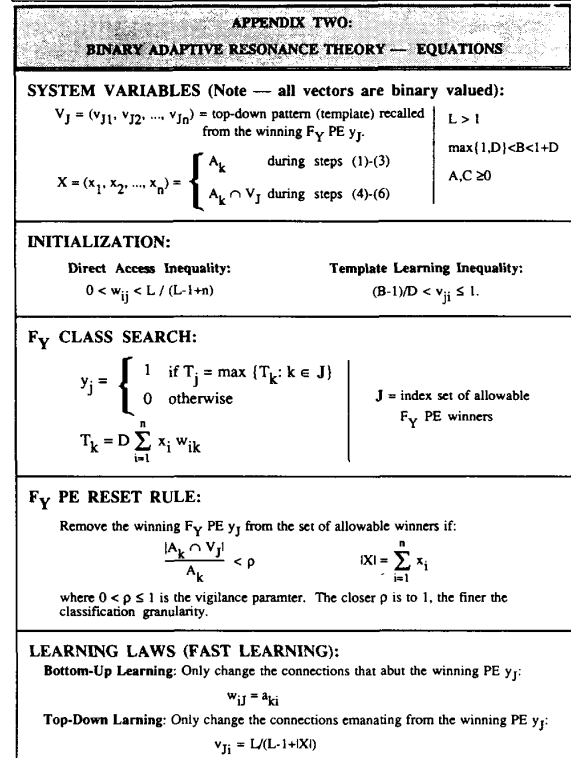 APPENDIX TWO:
BINARY ADAPTIVE RESONANCE THEORY — EQUATIONS
SYSTEM VARIABLES (Note — all vectors are binary valued):
V_J = (v_J1, v_J2, ..., v_Jn) = top-down pattern (template) recalled
from the winning F_Y PE y_J.
L > 1
max{1,D}<B<1+D
A,C ≥0
X = (x_1, x_2, ..., x_n) = { A_k during steps (1)-(3)
A_k ∩ V_J during steps (4)-(6)
INITIALIZATION:
Direct Access Inequality: Template Learning Inequality:
0 < w_ij < L / (L-1+n) (B-1)/D < v_ji ≤ 1.
F_Y CLASS SEARCH:
y_j = { 1 if T_j = max {T_k: k ∈ J}
0 otherwise
J = index set of allowable
F_Y PE winners
T_k = D ∑_{i=1}^{n} x_i w_ik
F_Y PE RESET RULE:
Remove the winning F_Y PE y_J from the set of allowable winners if:
|A_k ∩ V_J| / A_k < ρ |X| = ∑_{i=1}^{n} x_i
where 0 < ρ ≤ 1 is the vigilance paramter. The closer ρ is to 1, the finer the
classification granularity.
LEARNING LAWS (FAST LEARNING):
Bottom-Up Learning: Only change the connections that abut the winning PE y_J:
w_iJ = a_ki
Top-Down Larning: Only change the connections emanating from the winning PE y_J:
v_Ji = L/(L-1+|X|)